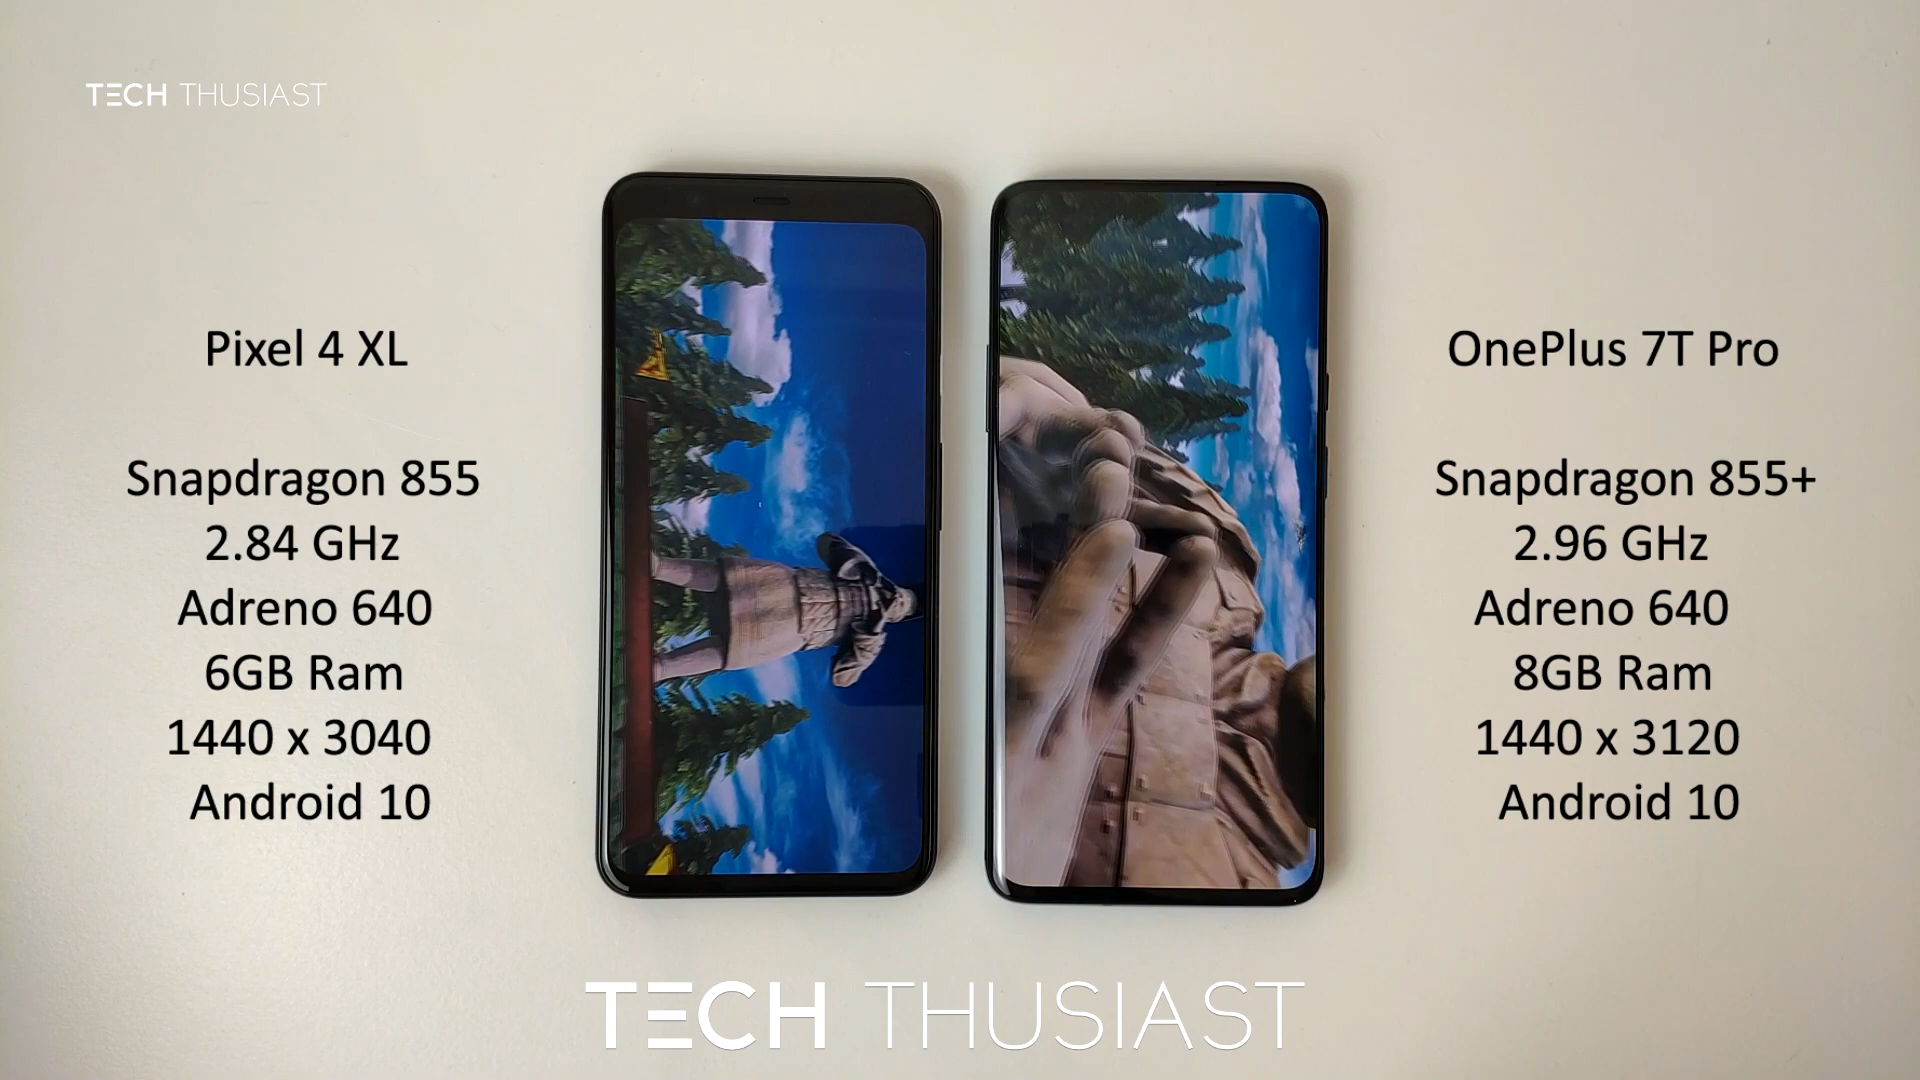 TECH THUSIAST
Pixel 4 XL
Snapdragon 855
2.84 GHz
Adreno 640
6GB Ram
1440 x 3040
Android 10
OnePlus 7T Pro
Snapdragon 855+
2.96 GHz
Adreno 640
8GB Ram
1440 x 3120
Android 10
TECH THUSIAST